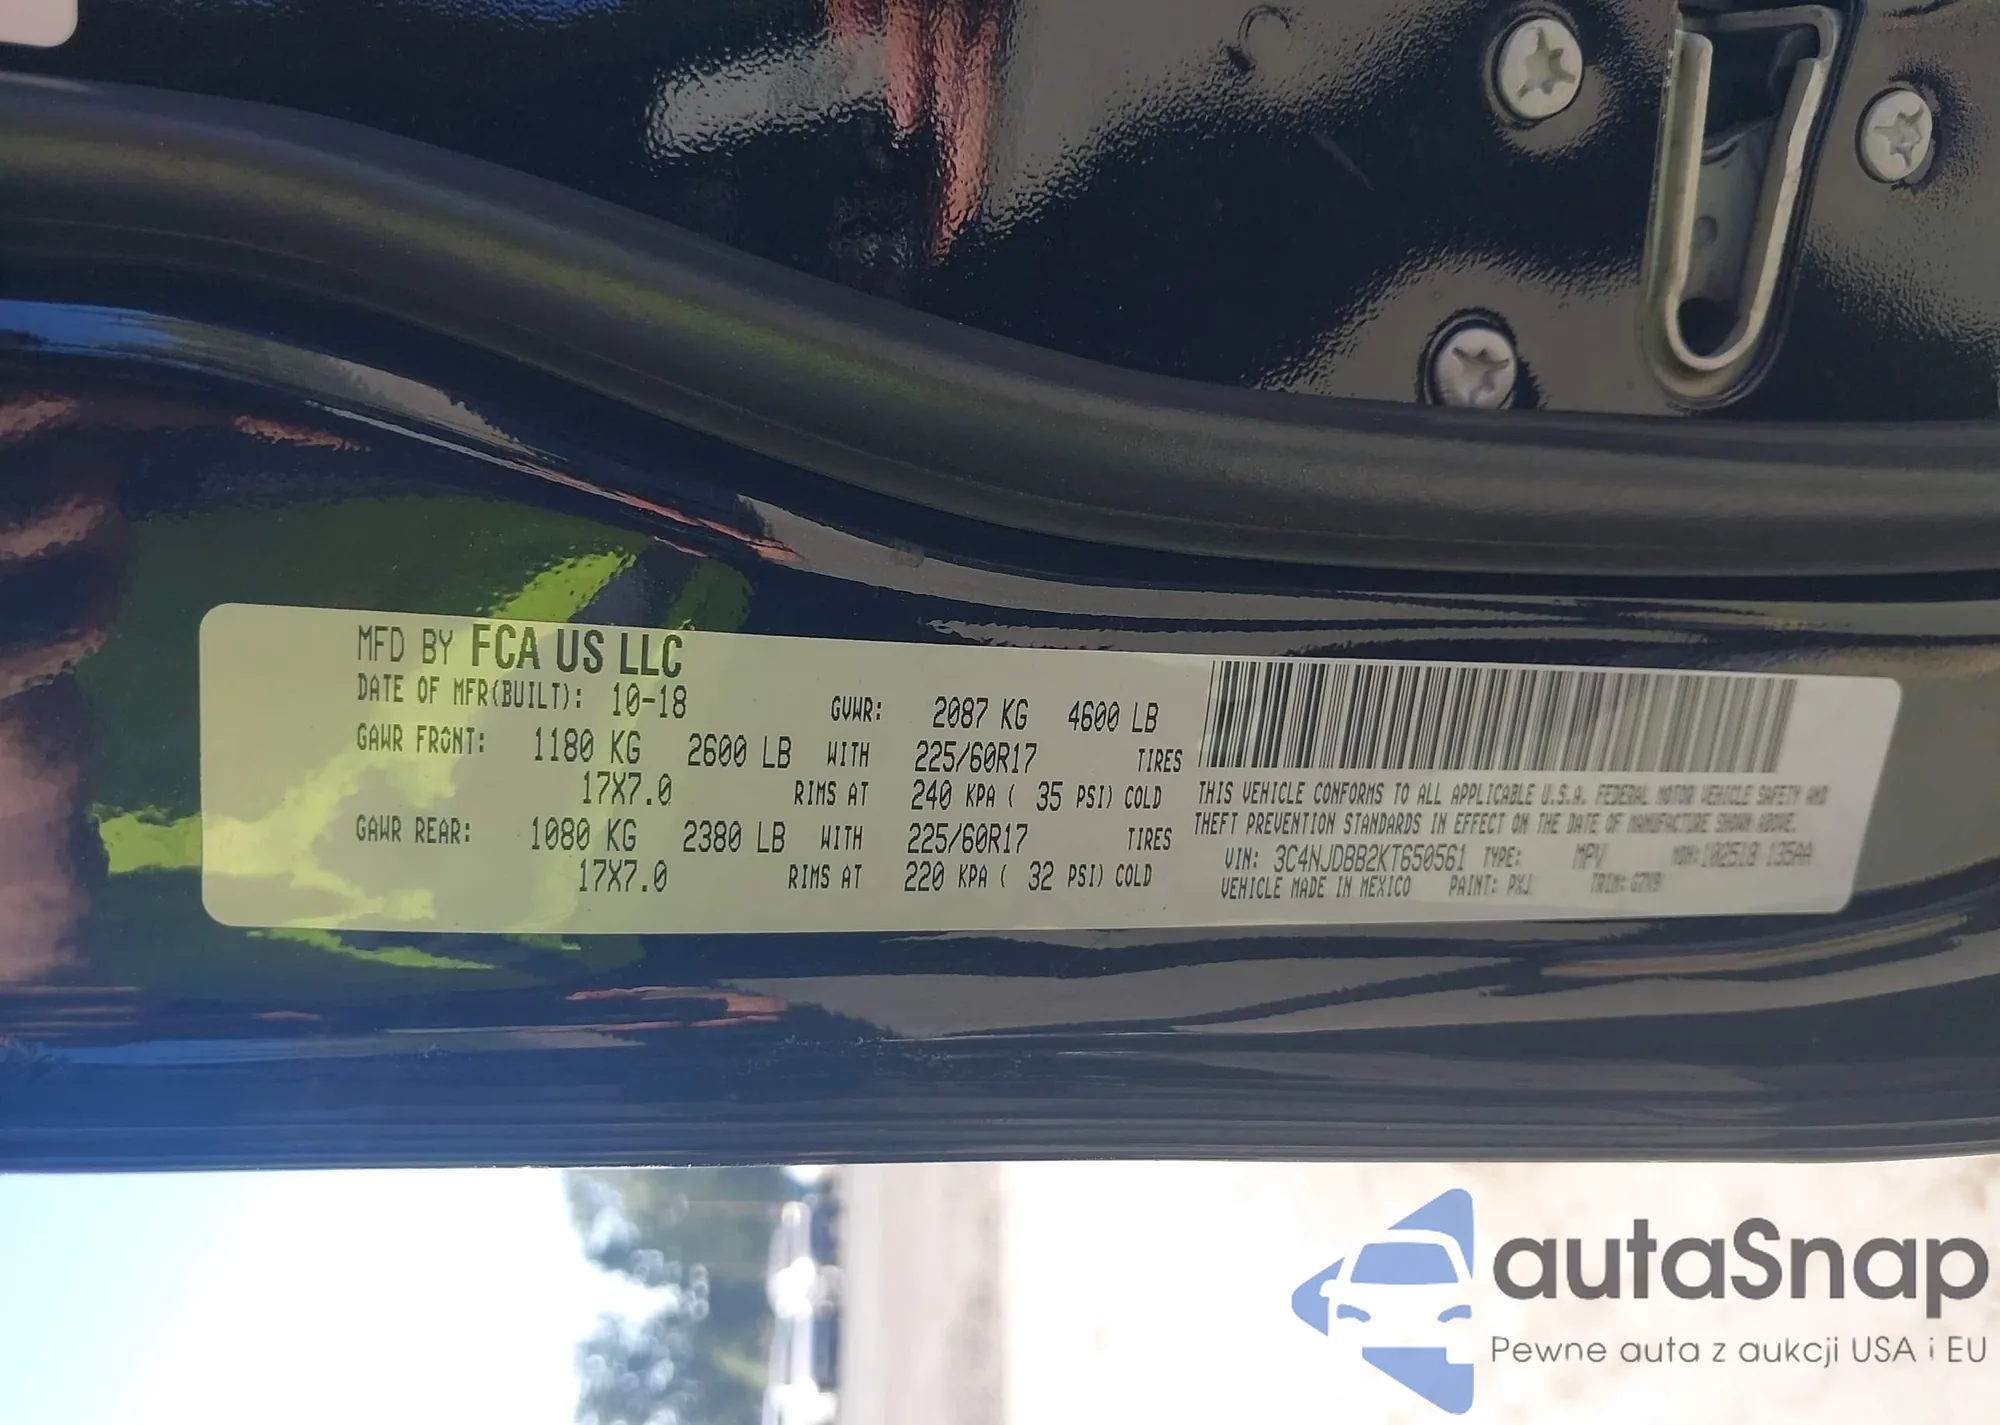 MFD BY FCA US LLC
DATE OF MFR(BUILT): 10-18 GVWR: 2087 KG 4600 LB
GAWR FRONT: 1180 KG 2600 LB WITH 225/60R17 TIRES
17X7.0 RIMS AT 240 KPA ( 35 PSI) COLD
GAWR REAR: 1080 KG 2380 LB WITH 225/60R17 TIRES
17X7.0 RIMS AT 220 KPA ( 32 PSI) COLD
THIS VEHICLE CONFORMS TO ALL APPLICABLE U.S.A. FEDERAL MOTOR VEHICLE SAFETY AND
THEFT PREVENTION STANDARDS IN EFFECT ON THE DATE OF MANUFACTURE SHOWN ABOVE.
VIN: 3C4NJDBB2KT650561 TYPE: MPV MDH: 102518 135AA
VEHICLE MADE IN MEXICO PAINT: PXJ TRIM:
autaSnap
Pewne auta z aukcji USA i EU